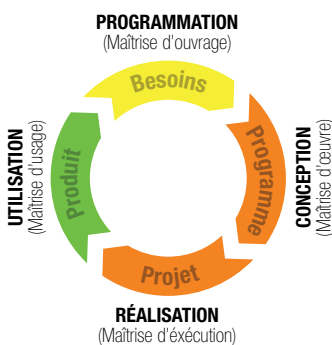 PROGRAMMATION
(Maîtrise d'ouvrage)
Besoins
Programme
CONCEPTION
(Maîtrise d'œuvre)
Projet
RÉALISATION
(Maîtrise d'éxécution)
Produit
UTILISATION
(Maîtrise d'usage)